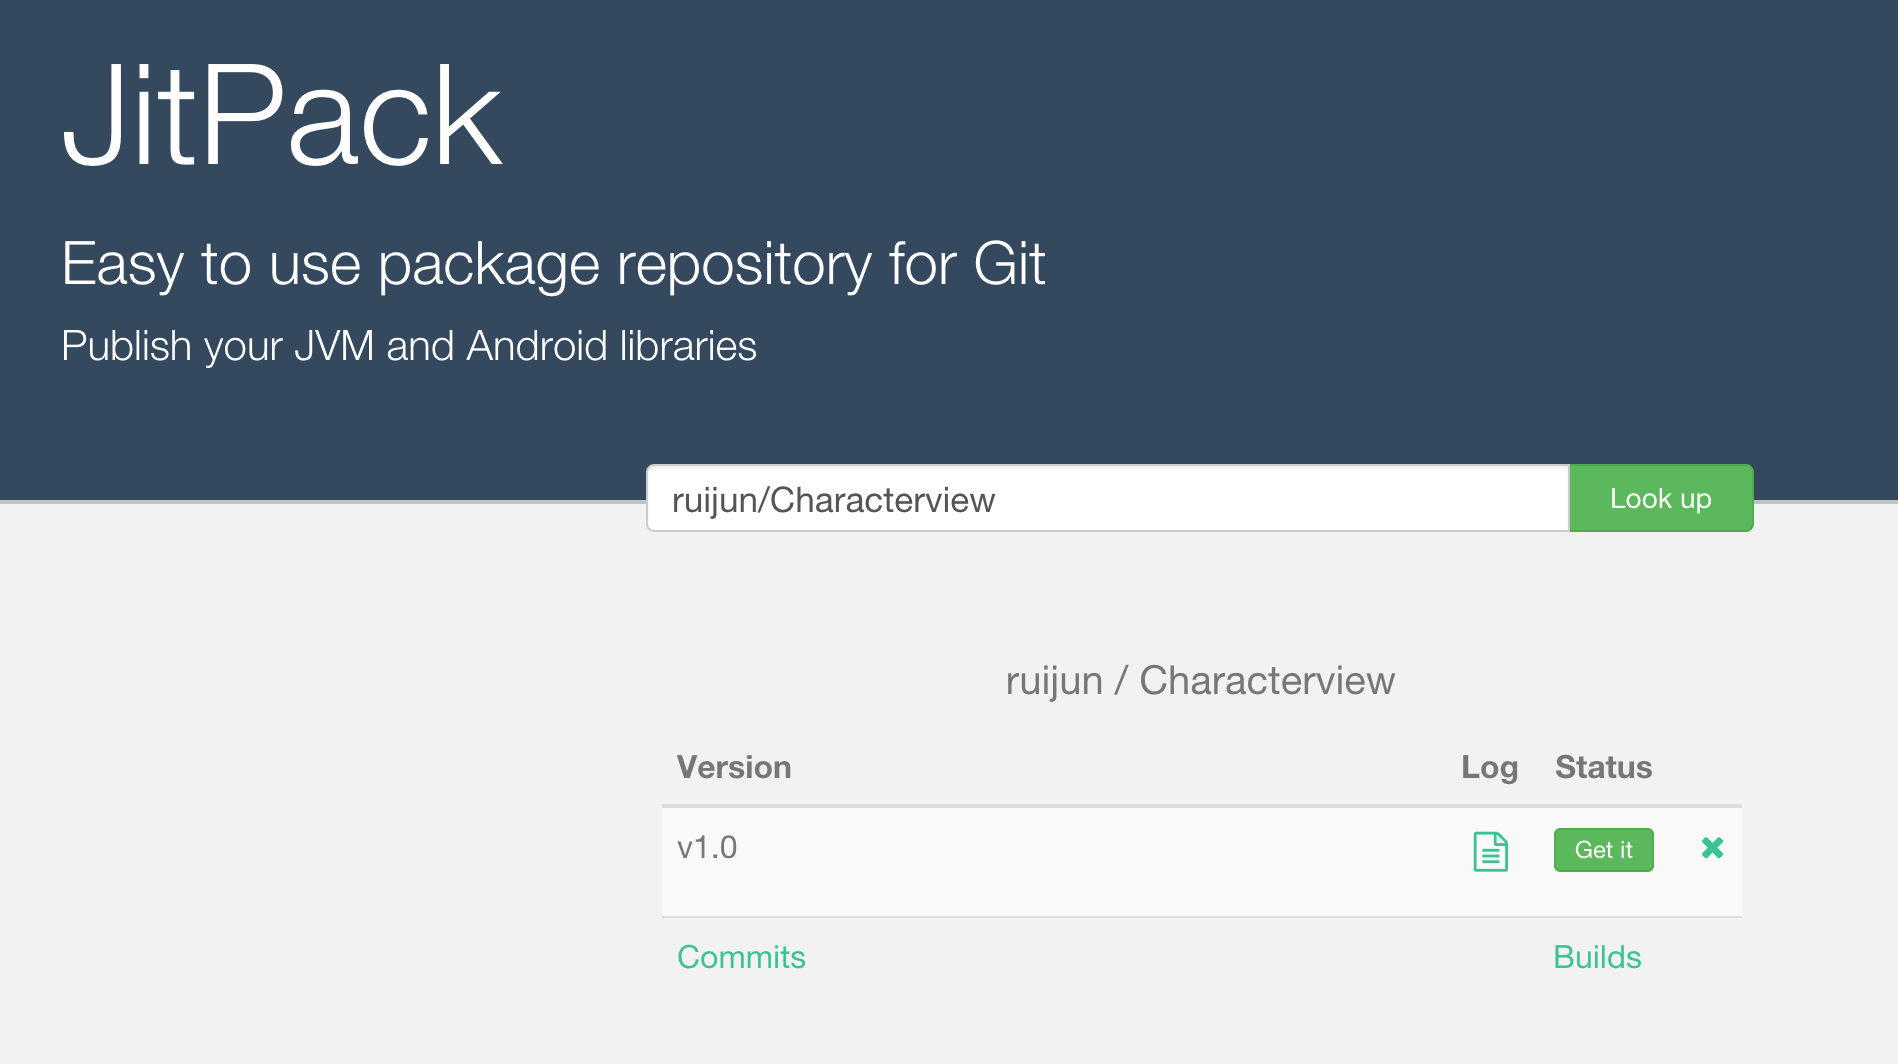 JitPack
Easy to use package repository for Git
Publish your JVM and Android libraries
ruijun/Characterview Look up
ruijun / Characterview
Version Log Status
v1.0 Get it
Commits Builds